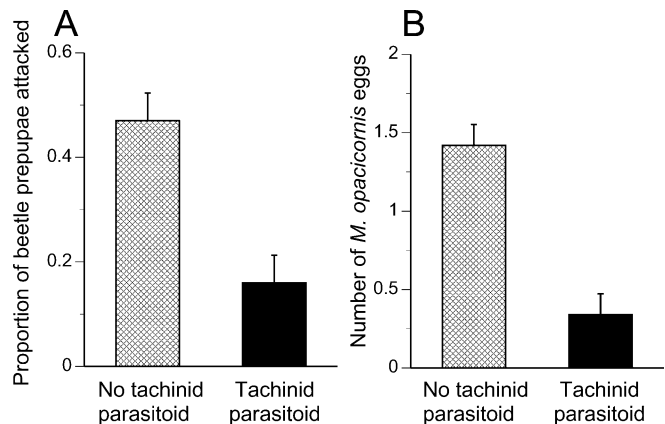 A
Proportion of beetle prepupae attacked
0.6
0.4
0.2
0
No tachinid
parasitoid
Tachinid
parasitoid
B
Number of M. opacicornis eggs
2
1.5
1
0.5
0
No tachinid
parasitoid
Tachinid
parasitoid